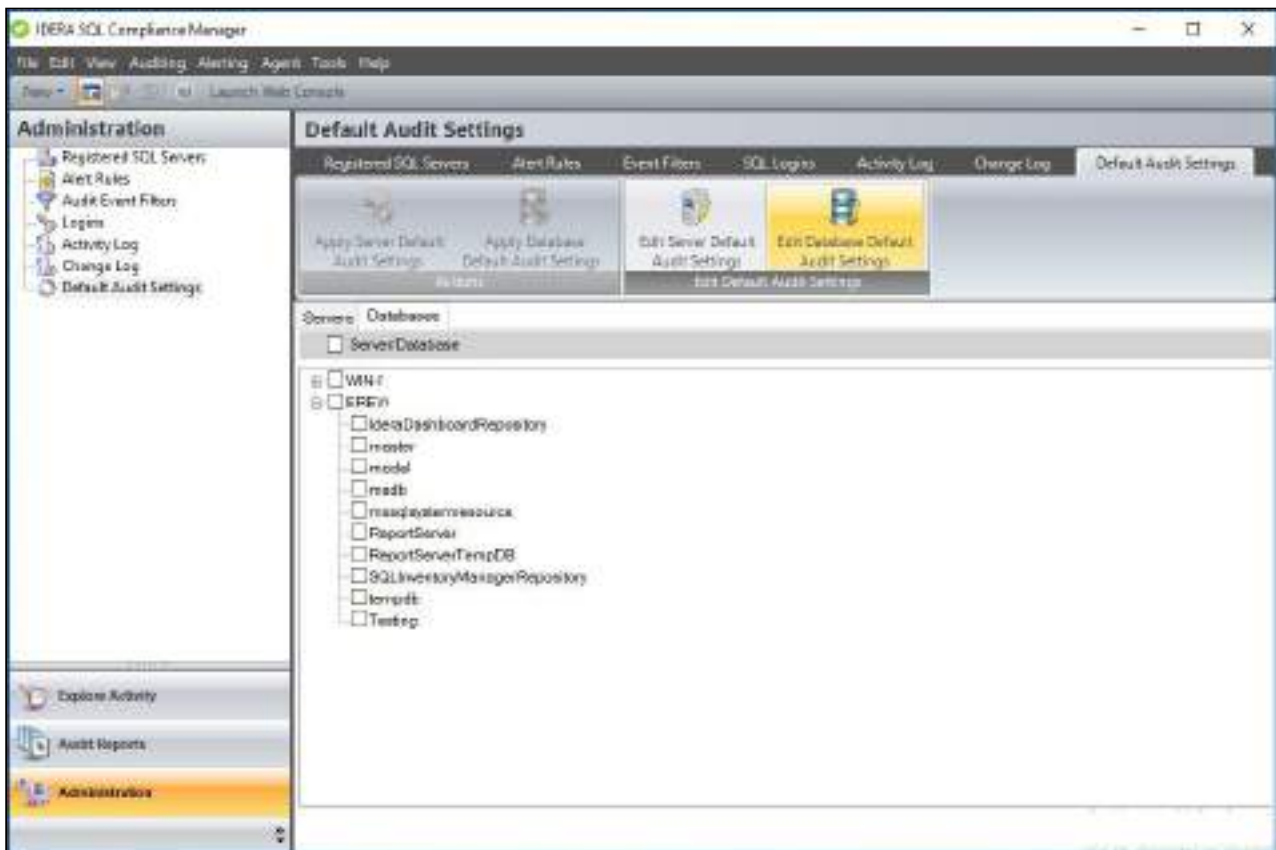 IDERA SQL Compliance Manager
File Edit View Auditing Alerting Agent Tools Help
New Launch Web Console
Administration
Registered SQL Servers
Alert Rules
Audit Event Filters
Logins
Activity Log
Change Log
Default Audit Settings
Default Audit Settings
Registered SQL Servers Alert Rules Event Filters SQL Logins Activity Log Change Log Default Audit Settings
Apply Server Default Audit Settings
Apply Database Default Audit Settings
Edit Server Default Audit Settings
Edit Database Default Audit Settings
Actions
Edit Default Audit Settings
Servers Databases
Server/Database
WIN-
IderaDashboardRepository
master
model
msdb
mssqlsystemresource
ReportServer
ReportServerTempDB
SQLInventoryManagerRepository
tempdb
Testing
Explore Activity
Audit Reports
Administration